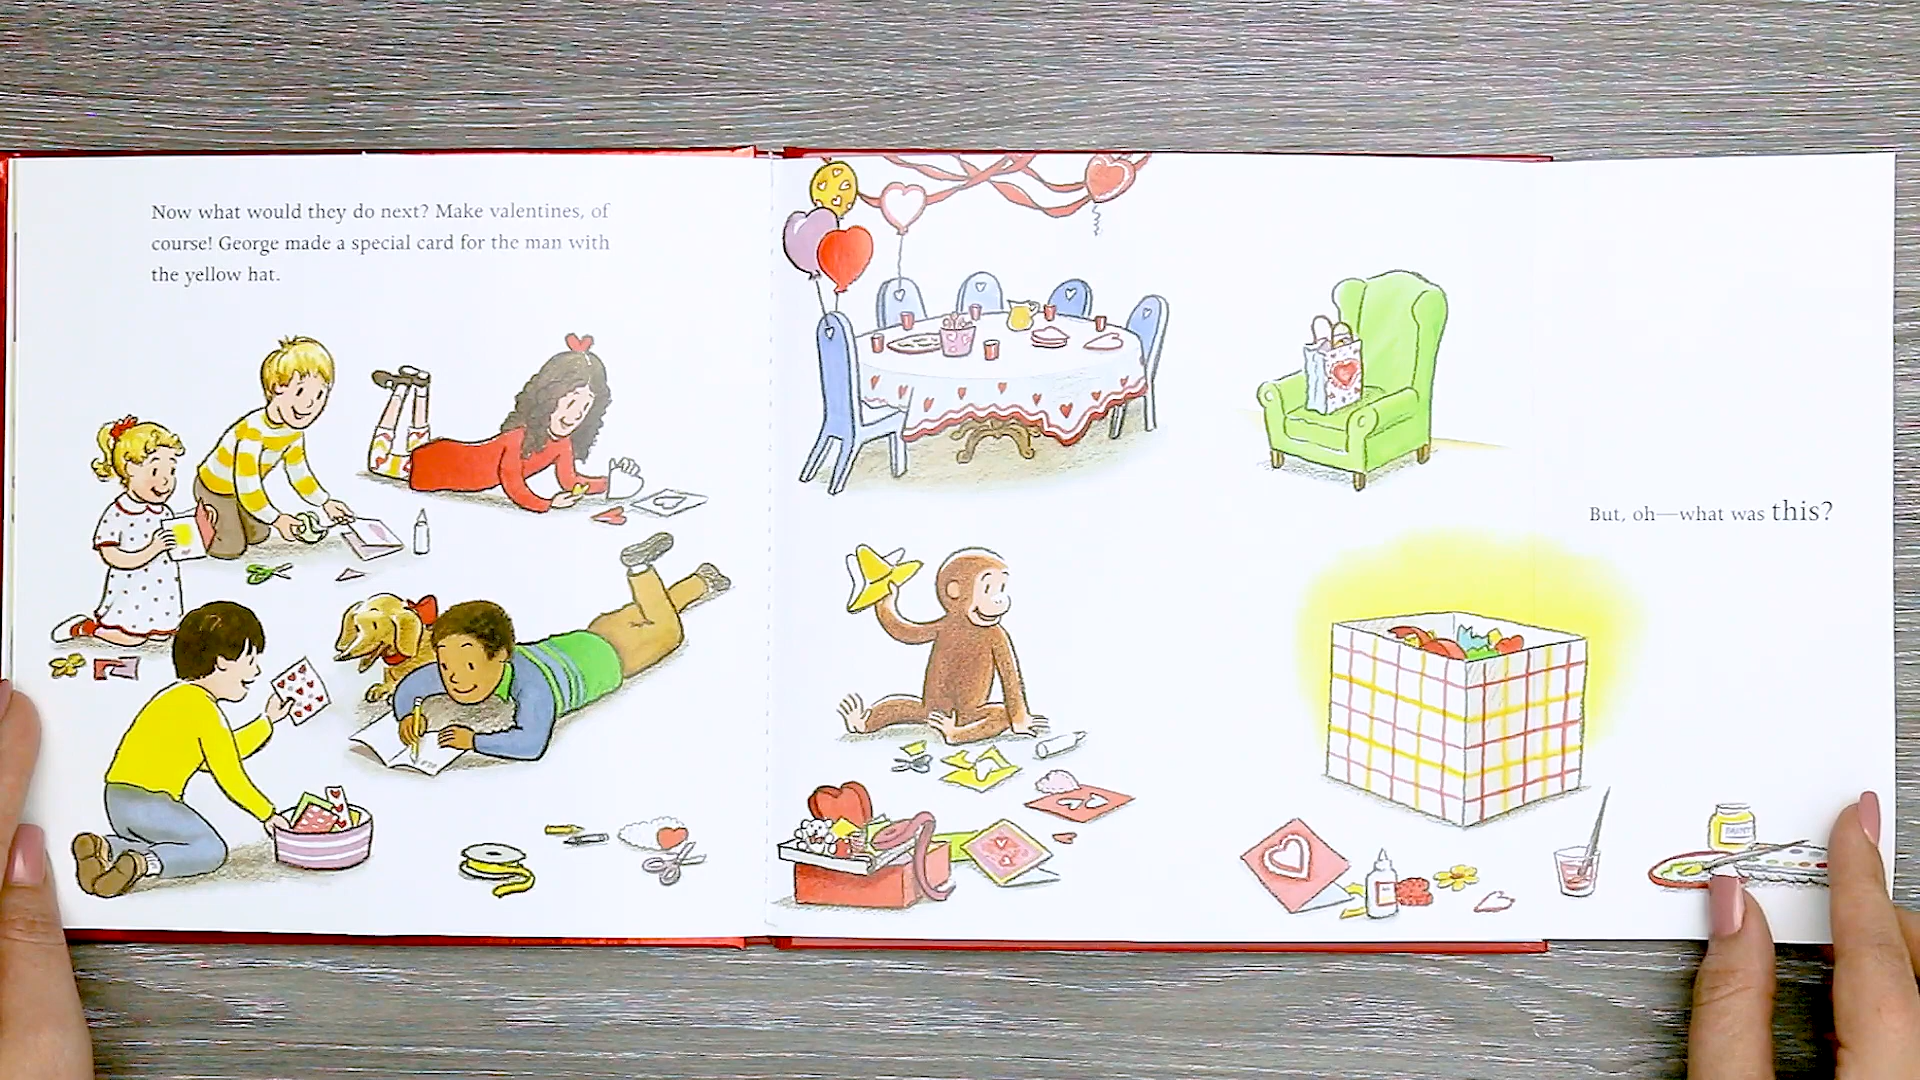 Now what would they do next? Make valentines, of
course! George made a special card for the man with
the yellow hat.
But, oh—what was this?
PAINT